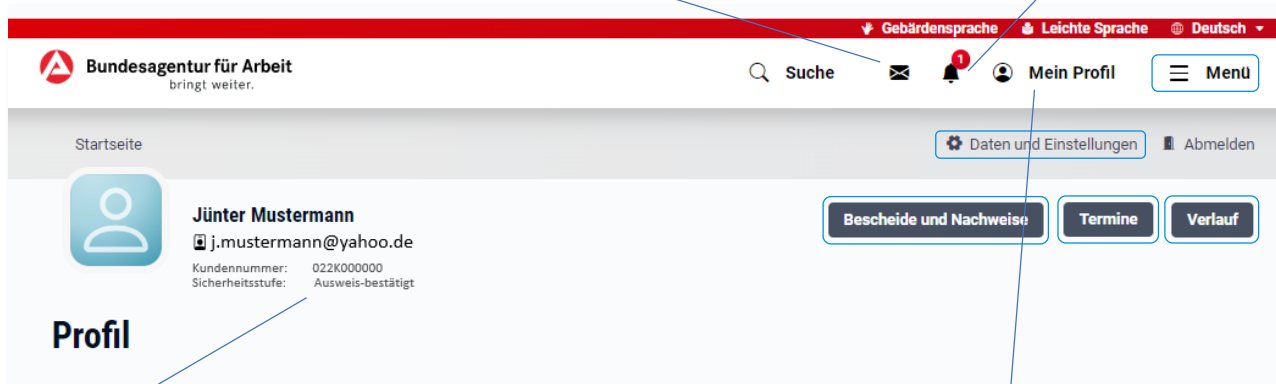 Gebärdensprache Leichte Sprache Deutsch
Bundesagentur für Arbeit
bringt weiter.
Suche 1 Mein Profil Menü
Startseite Daten und Einstellungen Abmelden
Jünter Mustermann Bescheide und Nachweise Termine Verlauf
j.mustermann@yahoo.de
Kundennummer: 022K000000
Sicherheitsstufe: Ausweis-bestätigt
Profil